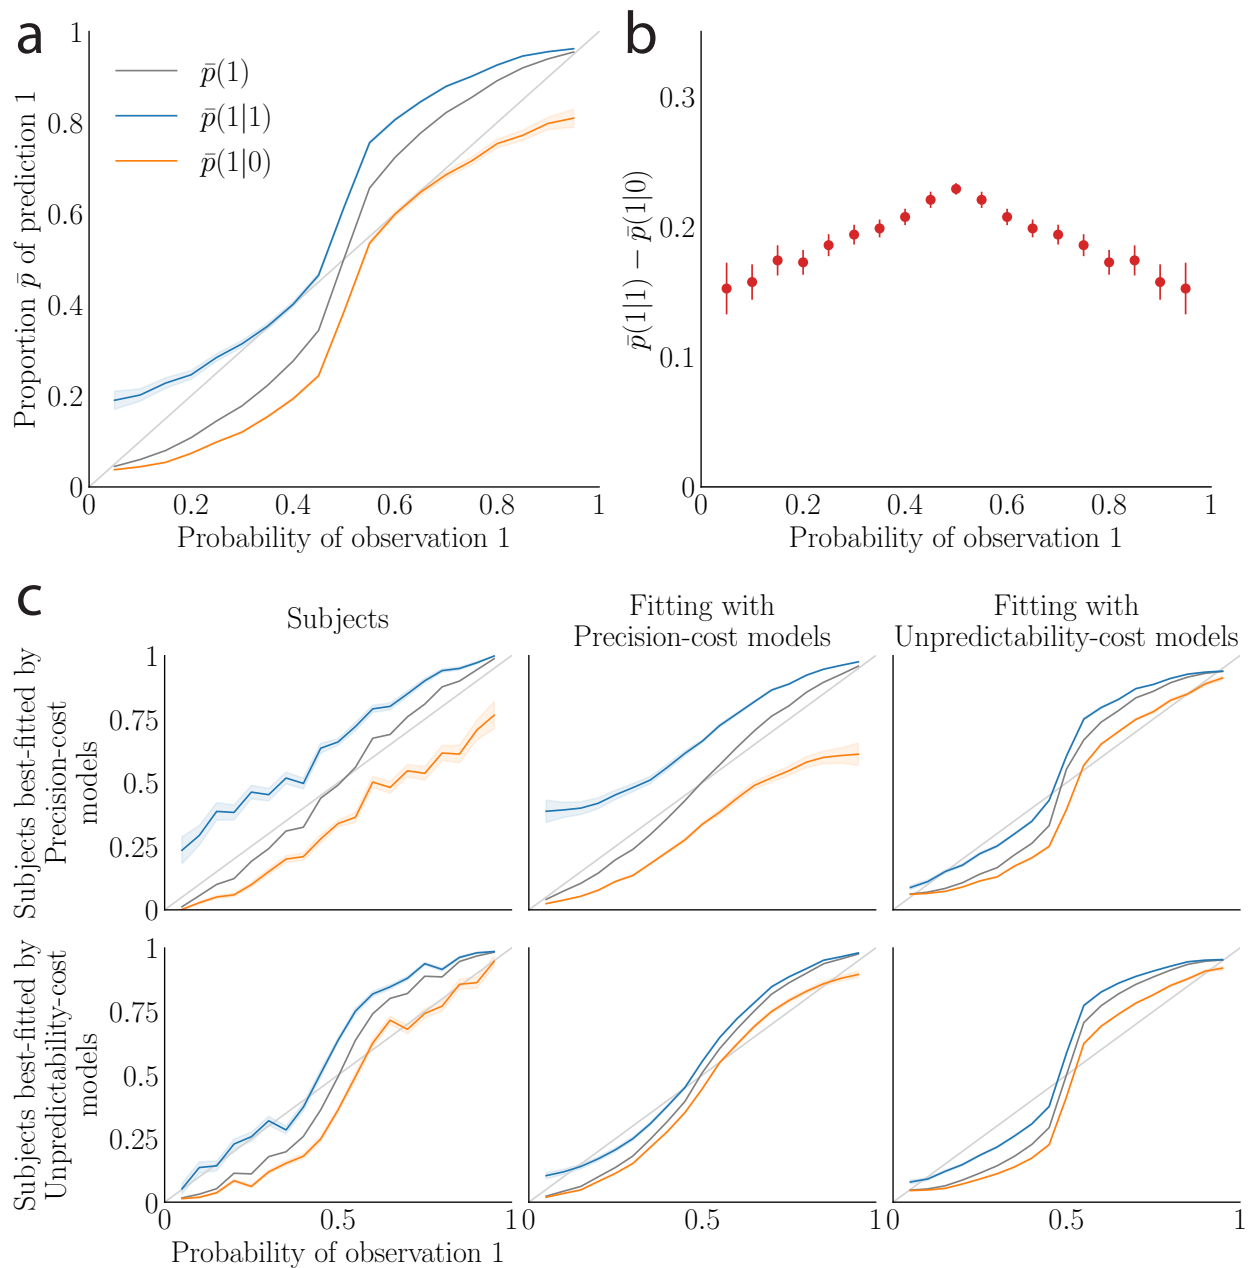 a
1
0.8
0.6
0.4
0.2
0
Proportion p̄ of prediction 1
p̄(1)
p̄(1|1)
p̄(1|0)
0 0.2 0.4 0.6 0.8 1
Probability of observation 1
b
0.3
0.2
0.1
0
p̄(1|1) − p̄(1|0)
0 0.2 0.4 0.6 0.8 1
Probability of observation 1
c
Subjects
Fitting with
Precision-cost models
Fitting with
Unpredictability-cost models
Subjects best-fitted by
Precision-cost
models
1
0.75
0.5
0.25
0
Subjects best-fitted by
Unpredictability-cost
models
1
0.75
0.5
0.25
0
0 0.5 1 0 0.5 1 0 0.5 1
Probability of observation 1